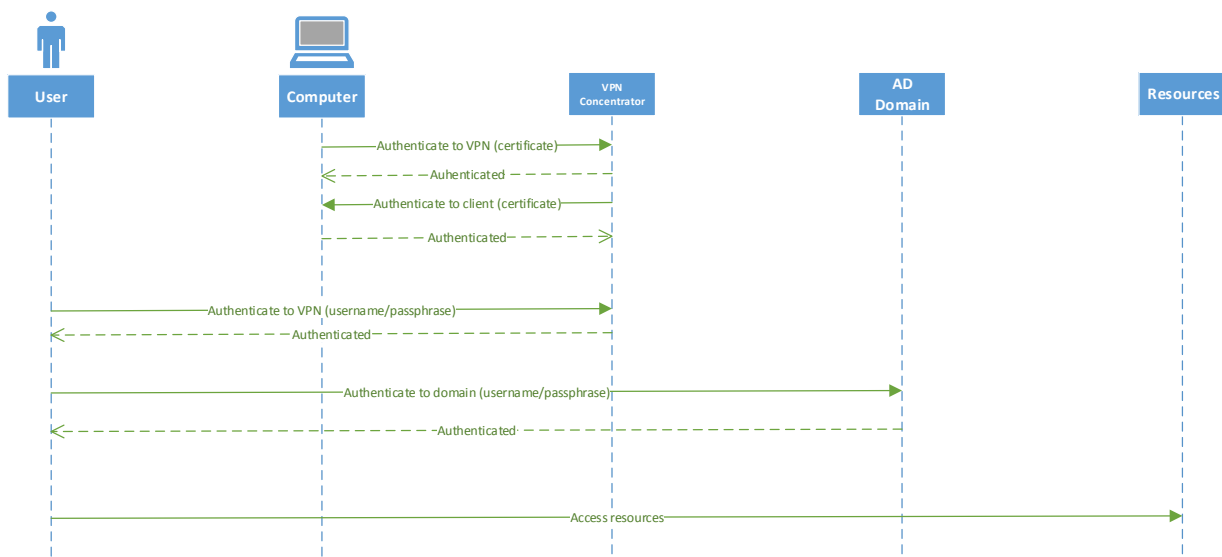 User
Computer
VPN
Concentrator
AD
Domain
Resources
Authenticate to VPN (certificate)
Auhenticated
Authenticate to client (certificate)
Authenticated
Authenticate to VPN (username/passphrase)
Authenticated
Authenticate to domain (username/passphrase)
Authenticated
Access resources